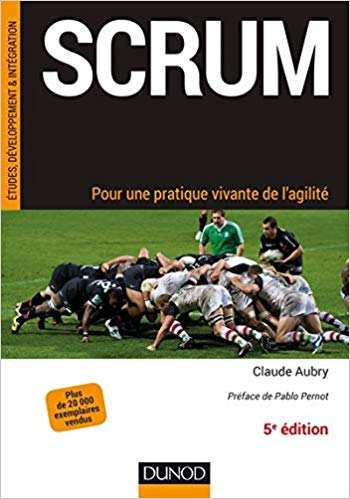 ÉTUDES, DÉVELOPPEMENT & INTÉGRATION
SCRUM
Pour une pratique vivante de l'agilité
Claude Aubry
Préface de Pablo Pernot
Plus
de 20 000
exemplaires
vendus
5e édition
DUNOD